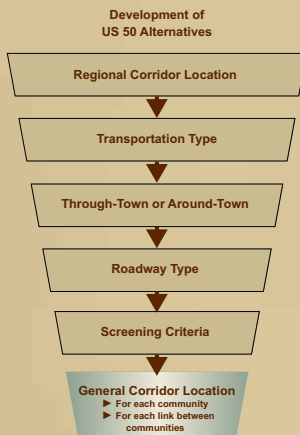 Development of
US 50 Alternatives
Regional Corridor Location
Transportation Type
Through-Town or Around-Town
Roadway Type
Screening Criteria
General Corridor Location
► For each community
► For each link between
communities